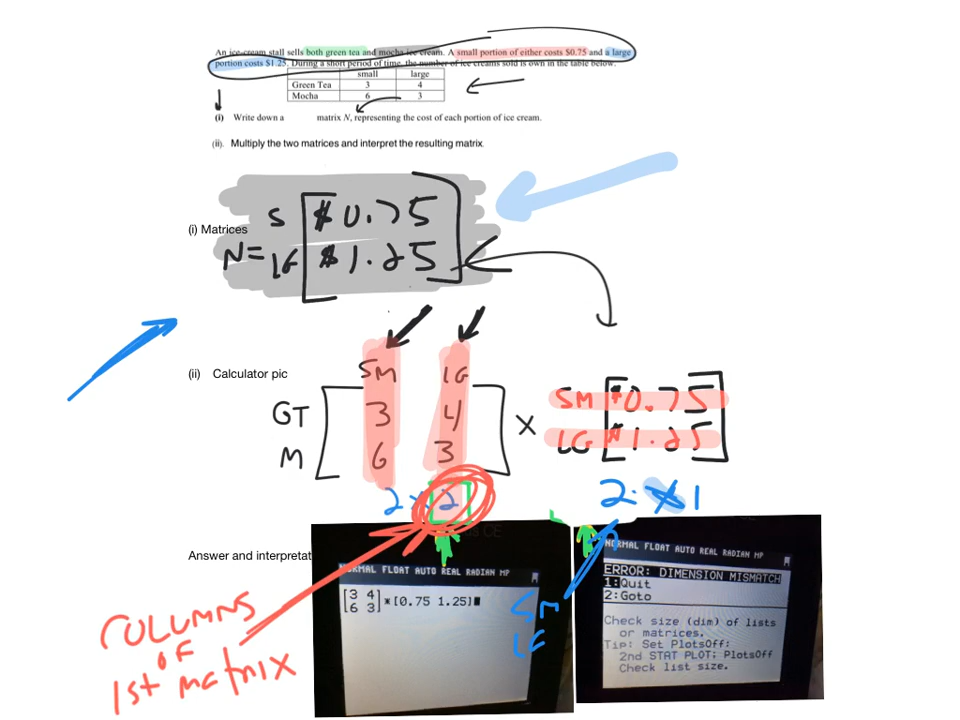 An ice-cream stall sells both green tea and mocha ice cream. A small portion of either costs $0.75 and a large
portion costs $1.25. During a short period of time, the number of ice creams sold is own in the table below.
small large
Green Tea 3 4
Mocha 6 3
(i) Write down a matrix N, representing the cost of each portion of ice cream.
(ii). Multiply the two matrices and interpret the resulting matrix.
S $0.75
(i) Matrices
N= LG $1.25
(ii) Calculator pic
SM LG
GT 3 4 X SM $0.75
M 6 3 LG $1.25
2 x 2 2 x 1
Answer and interpretat
NORMAL FLOAT AUTO REAL RADIAN MP
[3 4
6 3]*[0.75 1.25]
NORMAL FLOAT AUTO REAL RADIAN MP
ERROR: DIMENSION MISMATCH
1:Quit
2:Goto
Check size (dim) of lists
or matrices.
Tip: Set PlotsOff:
2nd STAT PLOT: PlotsOff
Check list size.
SM
LG
COLUMNS
OF
1st matrix